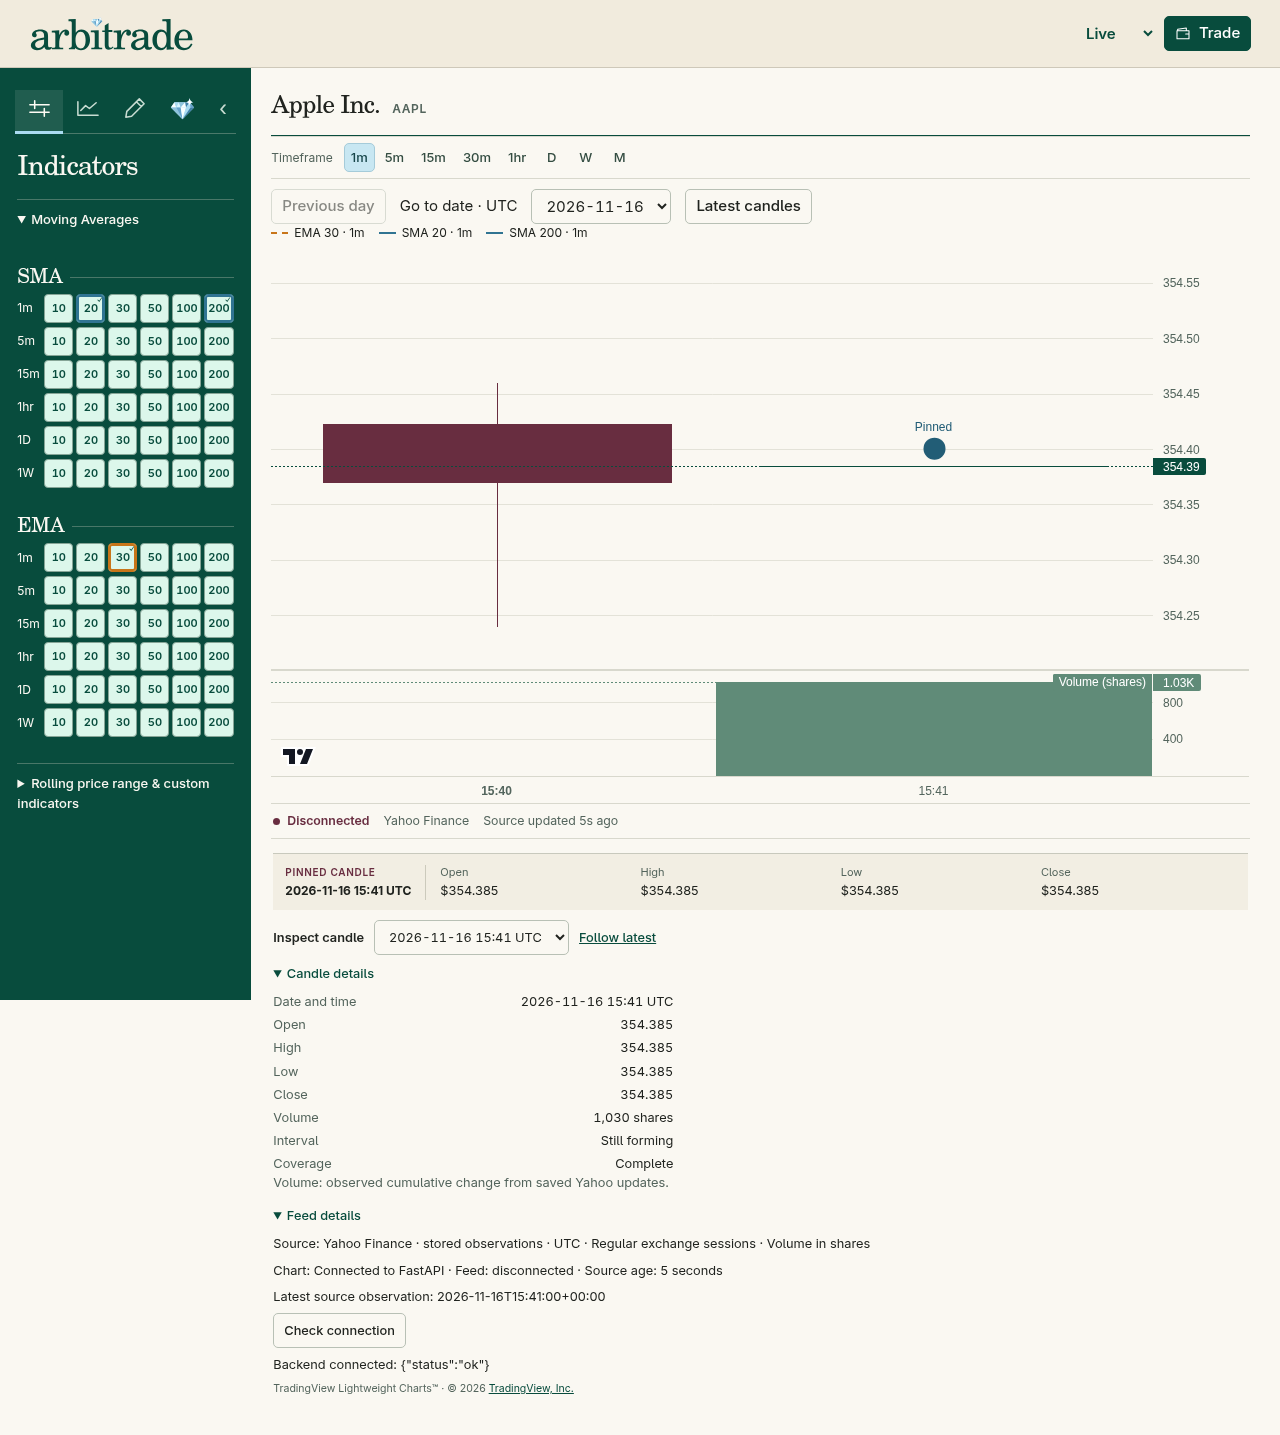 arbitrade
Live
Trade
Indicators
▼ Moving Averages
SMA
1m 10 20 30 50 100 200
5m 10 20 30 50 100 200
15m 10 20 30 50 100 200
1hr 10 20 30 50 100 200
1D 10 20 30 50 100 200
1W 10 20 30 50 100 200
EMA
1m 10 20 30 50 100 200
5m 10 20 30 50 100 200
15m 10 20 30 50 100 200
1hr 10 20 30 50 100 200
1D 10 20 30 50 100 200
1W 10 20 30 50 100 200
▶ Rolling price range & custom
indicators
Apple Inc. AAPL
Timeframe 1m 5m 15m 30m 1hr D W M
Previous day Go to date · UTC 2026-11-16 Latest candles
EMA 30 · 1m SMA 20 · 1m SMA 200 · 1m
354.55
354.50
354.45
Pinned
354.40
354.39
354.35
354.30
354.25
Volume (shares) 1.03K
800
400
15:40 15:41
Disconnected Yahoo Finance Source updated 5s ago
PINNED CANDLE
2026-11-16 15:41 UTC
Open
$354.385
High
$354.385
Low
$354.385
Close
$354.385
Inspect candle 2026-11-16 15:41 UTC Follow latest
▼ Candle details
Date and time 2026-11-16 15:41 UTC
Open 354.385
High 354.385
Low 354.385
Close 354.385
Volume 1,030 shares
Interval Still forming
Coverage Complete
Volume: observed cumulative change from saved Yahoo updates.
▼ Feed details
Source: Yahoo Finance · stored observations · UTC · Regular exchange sessions · Volume in shares
Chart: Connected to FastAPI · Feed: disconnected · Source age: 5 seconds
Latest source observation: 2026-11-16T15:41:00+00:00
Check connection
Backend connected: {"status":"ok"}
TradingView Lightweight Charts™ · © 2026 TradingView, Inc.